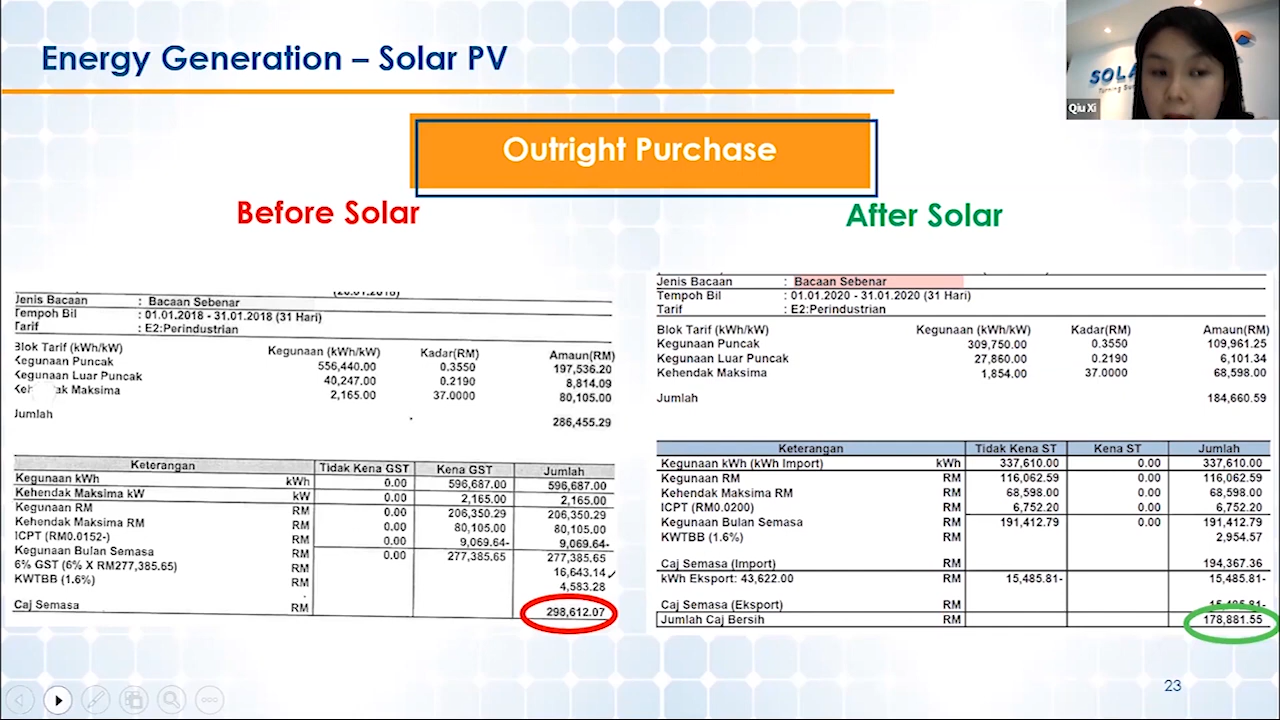 Energy Generation – Solar PV
SOLA
Qiu Xi
Outright Purchase
Before Solar
Jenis Bacaan : Bacaan Sebenar
Tempoh Bil : 01.01.2018 - 31.01.2018 (31 Hari)
Tarif : E2:Perindustrian
Blok Tarif (kWh/kW) Kegunaan (kWh/kW) Kadar(RM) Amaun(RM)
Kegunaan Puncak 556,440.00 0.3550 197,536.20
Kegunaan Luar Puncak 40,247.00 0.2190 8,814.09
Maksima 2,165.00 37.0000 80,105.00
Jumlah 286,455.29
Keterangan Tidak Kena GST Kena GST Jumlah
Kegunaan kWh kWh 0.00 596,687.00 596,687.00
Kehendak Maksima kW kW 0.00 2,165.00 2,165.00
Kegunaan RM RM 0.00 206,350.29 206,350.29
Kehendak Maksima RM RM 0.00 80,105.00 80,105.00
ICPT (RM0.0152-) RM 0.00 9,069.64- 9,069.64-
Kegunaan Bulan Semasa RM 0.00 277,385.65 277,385.65
6% GST (6% X RM277,385.65) RM 16,643.14
KWTBB (1.6%) RM 4,583.28
Caj Semasa RM 298,612.07
After Solar
Jenis Bacaan : Bacaan Sebenar
Tempoh Bil : 01.01.2020 - 31.01.2020 (31 Hari)
Tarif : E2:Perindustrian
Blok Tarif (kWh/kW) Kegunaan (kWh/kW) Kadar(RM) Amaun(RM)
Kegunaan Puncak 309,750.00 0.3550 109,961.25
Kegunaan Luar Puncak 27,860.00 0.2190 6,101.34
Kehendak Maksima 1,854.00 37.0000 68,598.00
Jumlah 184,660.59
Keterangan Tidak Kena ST Kena ST Jumlah
Kegunaan kWh (kWh Import) kWh 337,610.00 0.00 337,610.00
Kegunaan RM RM 116,062.59 0.00 116,062.59
Kehendak Maksima RM RM 68,598.00 0.00 68,598.00
ICPT (RM0.0200) RM 6,752.20 0.00 6,752.20
Kegunaan Bulan Semasa RM 191,412.79 0.00 191,412.79
KWTBB (1.6%) RM 2,954.57
Caj Semasa (Import) RM 194,367.36
kWh Eksport: 43,622.00 RM 15,485.81- 15,485.81-
Caj Semasa (Eksport) RM 15,485.81-
Jumlah Caj Bersih RM 178,881.55
23